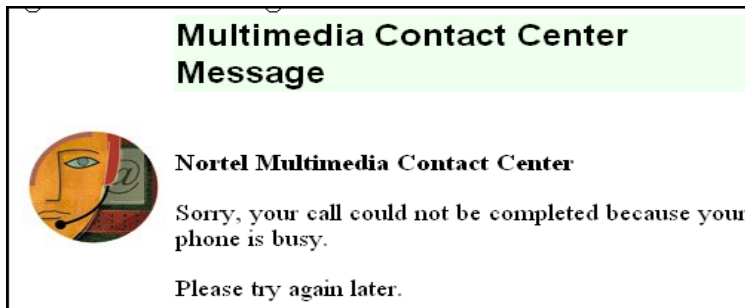 Multimedia Contact Center
Message
@
Nortel Multimedia Contact Center
Sorry, your call could not be completed because your
phone is busy.
Please try again later.